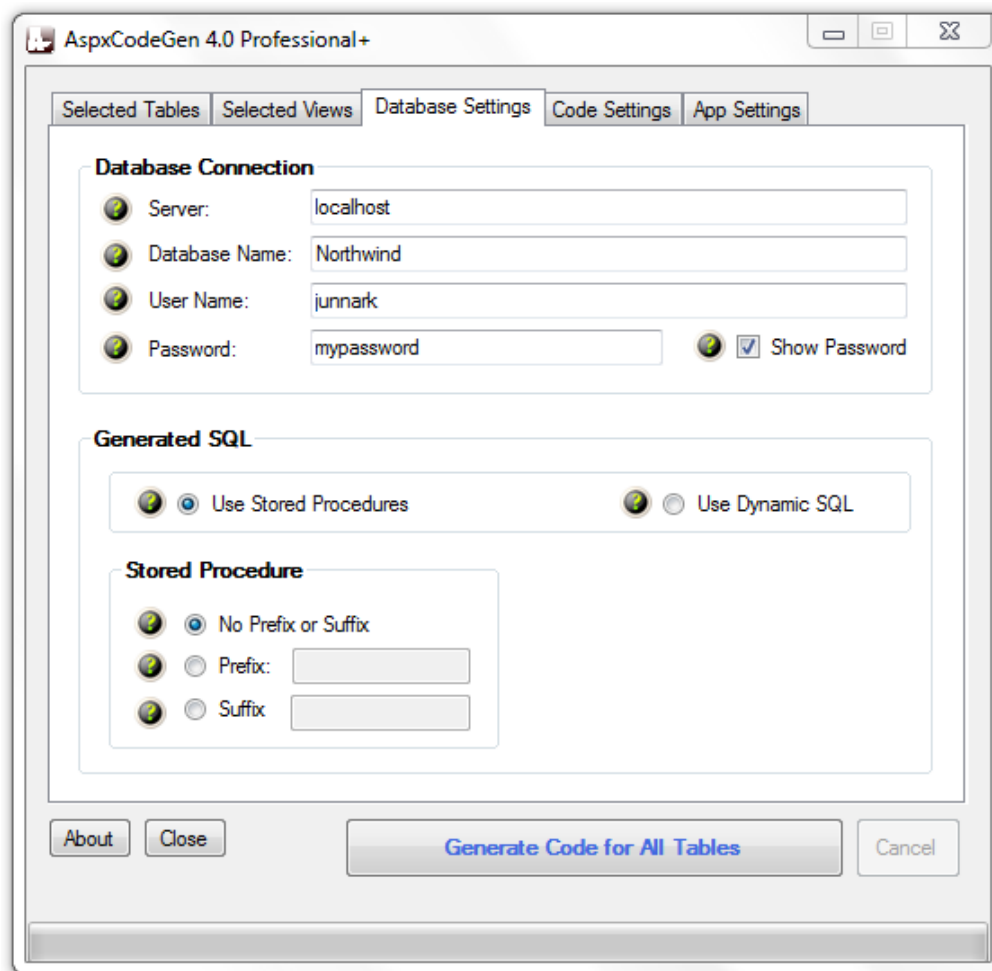 AspxCodeGen 4.0 Professional+
Selected Tables Selected Views Database Settings Code Settings App Settings
Database Connection
? Server: localhost
? Database Name: Northwind
? User Name: junnark
? Password: mypassword ? Show Password
Generated SQL
? Use Stored Procedures ? Use Dynamic SQL
Stored Procedure
? No Prefix or Suffix
? Prefix:
? Suffix
About Close Generate Code for All Tables Cancel